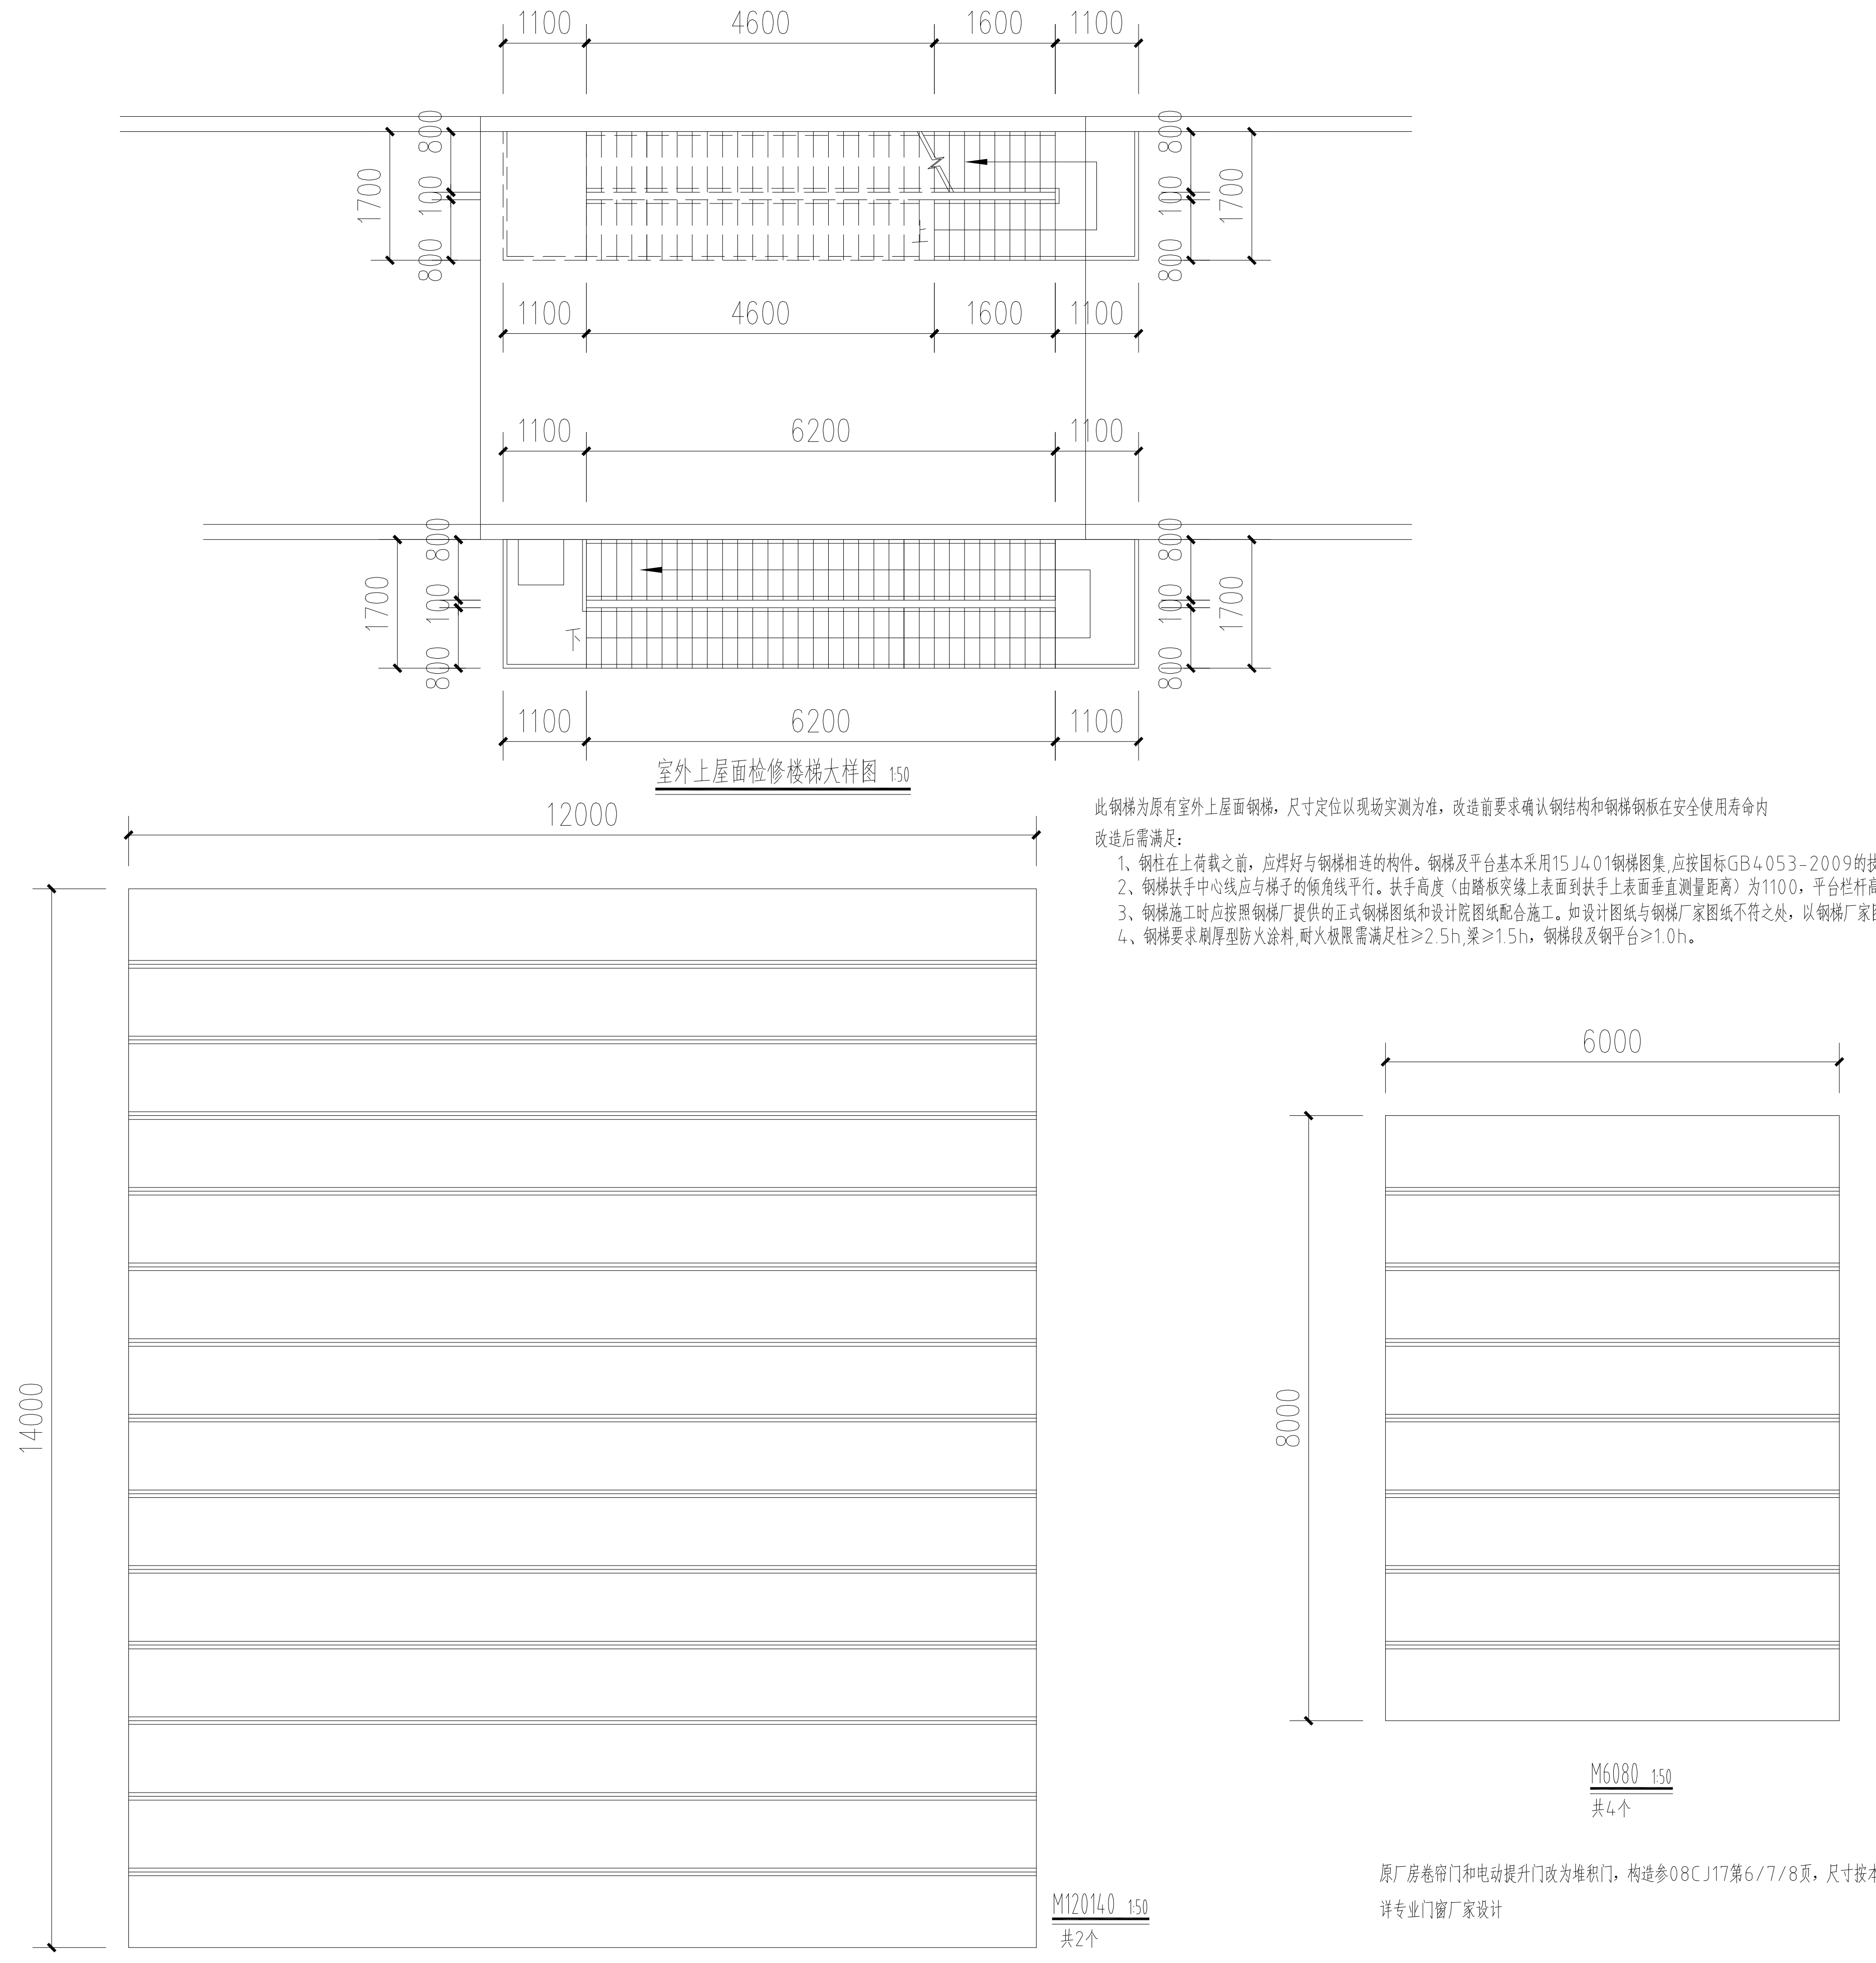 1100 4600 1600 1100
800 100 800 1700
800 100 800 1700
上
1100 4600 1600 1100
1100 6200 1100
800 100 800 1700
800 100 800 1700
下
1100 6200 1100
室外上屋面检修楼梯大样图 1:50
12000
14000
此钢梯为原有室外上屋面钢梯，尺寸定位以现场实测为准，改造前要求确认钢结构和钢梯钢板在安全使用寿命内
改造后需满足：
1、钢柱在上荷载之前，应焊好与钢梯相连的构件。钢梯及平台基本采用15J401钢梯图集,应按国标GB4053-2009的技
2、钢梯扶手中心线应与梯子的倾角线平行。扶手高度（由踏板突缘上表面到扶手上表面垂直测量距离）为1100，平台栏杆高
3、钢梯施工时应按照钢梯厂提供的正式钢梯图纸和设计院图纸配合施工。如设计图纸与钢梯厂家图纸不符之处，以钢梯厂家图
4、钢梯要求刷厚型防火涂料,耐火极限需满足柱≥2.5h,梁≥1.5h，钢梯段及钢平台≥1.0h。
6000
8000
M6080 1:50
共4个
M120140 1:50
共2个
原厂房卷帘门和电动提升门改为堆积门，构造参08CJ17第6/7/8页，尺寸按本
详专业门窗厂家设计